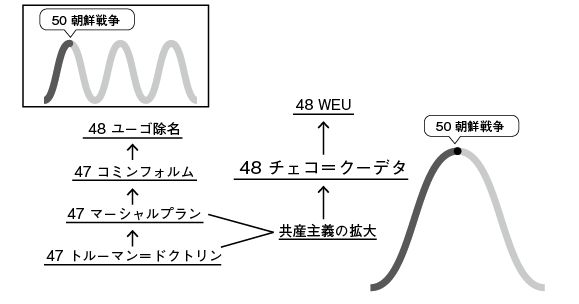 50 朝鮮戦争
48 WEU
48 ユーゴ除名
50 朝鮮戦争
47 コミンフォルム
48 チェコ＝クーデタ
47 マーシャルプラン
共産主義の拡大
47 トルーマン＝ドクトリン